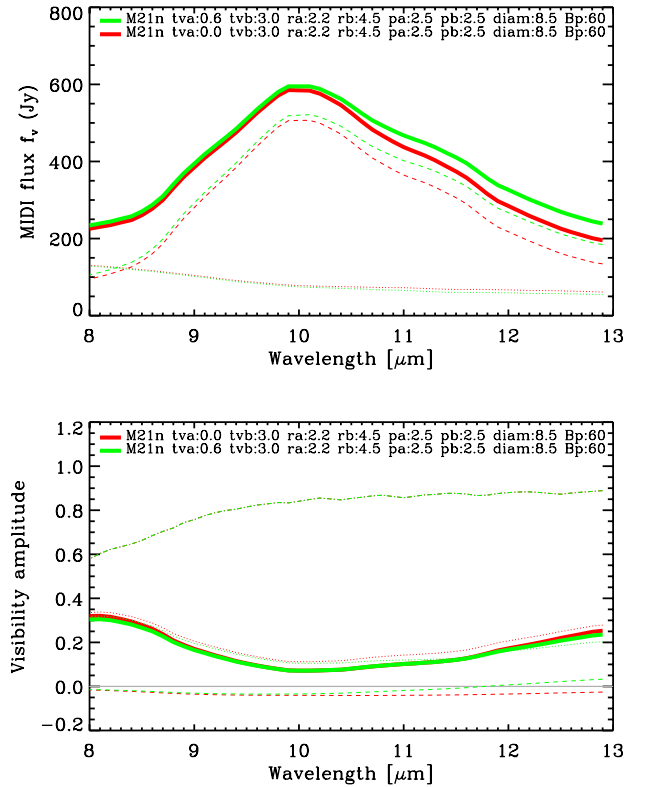 800
M21n tva:0.6 tvb:3.0 ra:2.2 rb:4.5 pa:2.5 pb:2.5 diam:8.5 Bp:60
M21n tva:0.0 tvb:3.0 ra:2.2 rb:4.5 pa:2.5 pb:2.5 diam:8.5 Bp:60
600
400
200
0
MIDI flux fν (Jy)
8 9 10 11 12 13
Wavelength [μm]
1.2
M21n tva:0.0 tvb:3.0 ra:2.2 rb:4.5 pa:2.5 pb:2.5 diam:8.5 Bp:60
M21n tva:0.6 tvb:3.0 ra:2.2 rb:4.5 pa:2.5 pb:2.5 diam:8.5 Bp:60
1.0
0.8
0.6
0.4
0.2
0.0
−0.2
Visibility amplitude
8 9 10 11 12 13
Wavelength [μm]